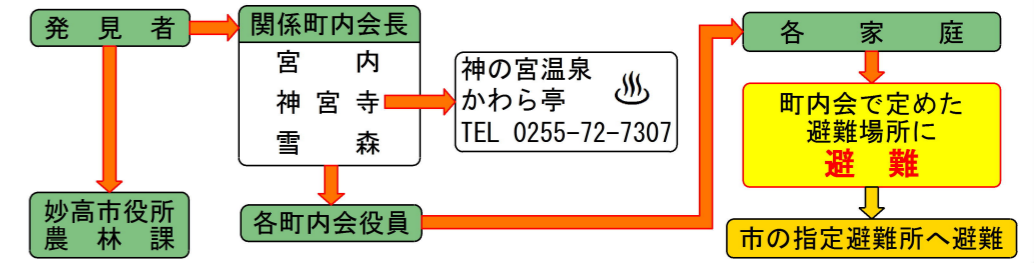 発見者
関係町内会長
宮内
神宮寺
雪森
神の宮温泉
かわら亭
TEL 0255-72-7307
各家庭
町内会で定めた
避難場所に
避難
妙高市役所
農林課
各町内会役員
市の指定避難所へ避難